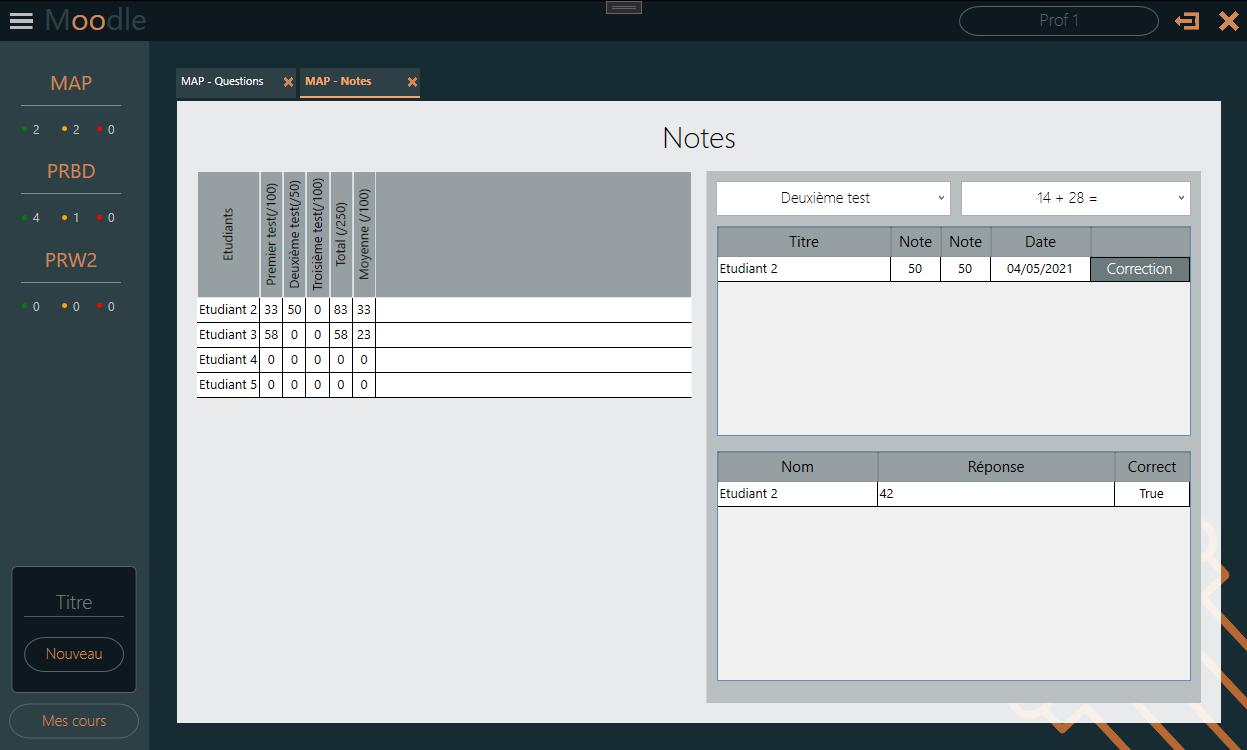 Moodle
Prof 1
MAP
2 2 0
PRBD
4 1 0
PRW2
0 0 0
Titre
Nouveau
Mes cours
MAP - Questions
MAP - Notes
Notes
Etudiants Premier test(/100) Deuxième test(/50) Troisième test(/100) Total (/250) Moyenne (/100)
Etudiant 2 33 50 0 83 33
Etudiant 3 58 0 0 58 23
Etudiant 4 0 0 0 0 0
Etudiant 5 0 0 0 0 0
Deuxième test
14 + 28 =
Titre Note Note Date
Etudiant 2 50 50 04/05/2021 Correction
Nom Réponse Correct
Etudiant 2 42 True